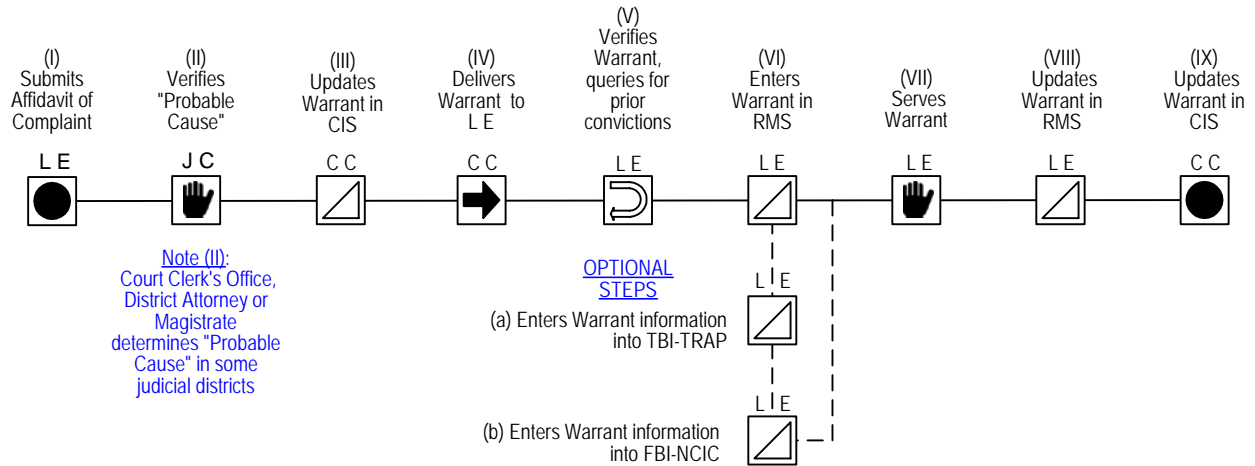 (I)
Submits
Affidavit of
Complaint
L E
(II)
Verifies
"Probable
Cause"
J C
(III)
Updates
Warrant in
CIS
C C
(IV)
Delivers
Warrant to
L E
C C
(V)
Verifies
Warrant,
queries for
prior
convictions
L E
(VI)
Enters
Warrant in
RMS
L E
(VII)
Serves
Warrant
L E
(VIII)
Updates
Warrant in
RMS
L E
(IX)
Updates
Warrant in
CIS
C C
Note (II):
Court Clerk's Office,
District Attorney or
Magistrate
determines "Probable
Cause" in some
judicial districts
OPTIONAL
STEPS
L E
(a) Enters Warrant information
into TBI-TRAP
L E
(b) Enters Warrant information
into FBI-NCIC